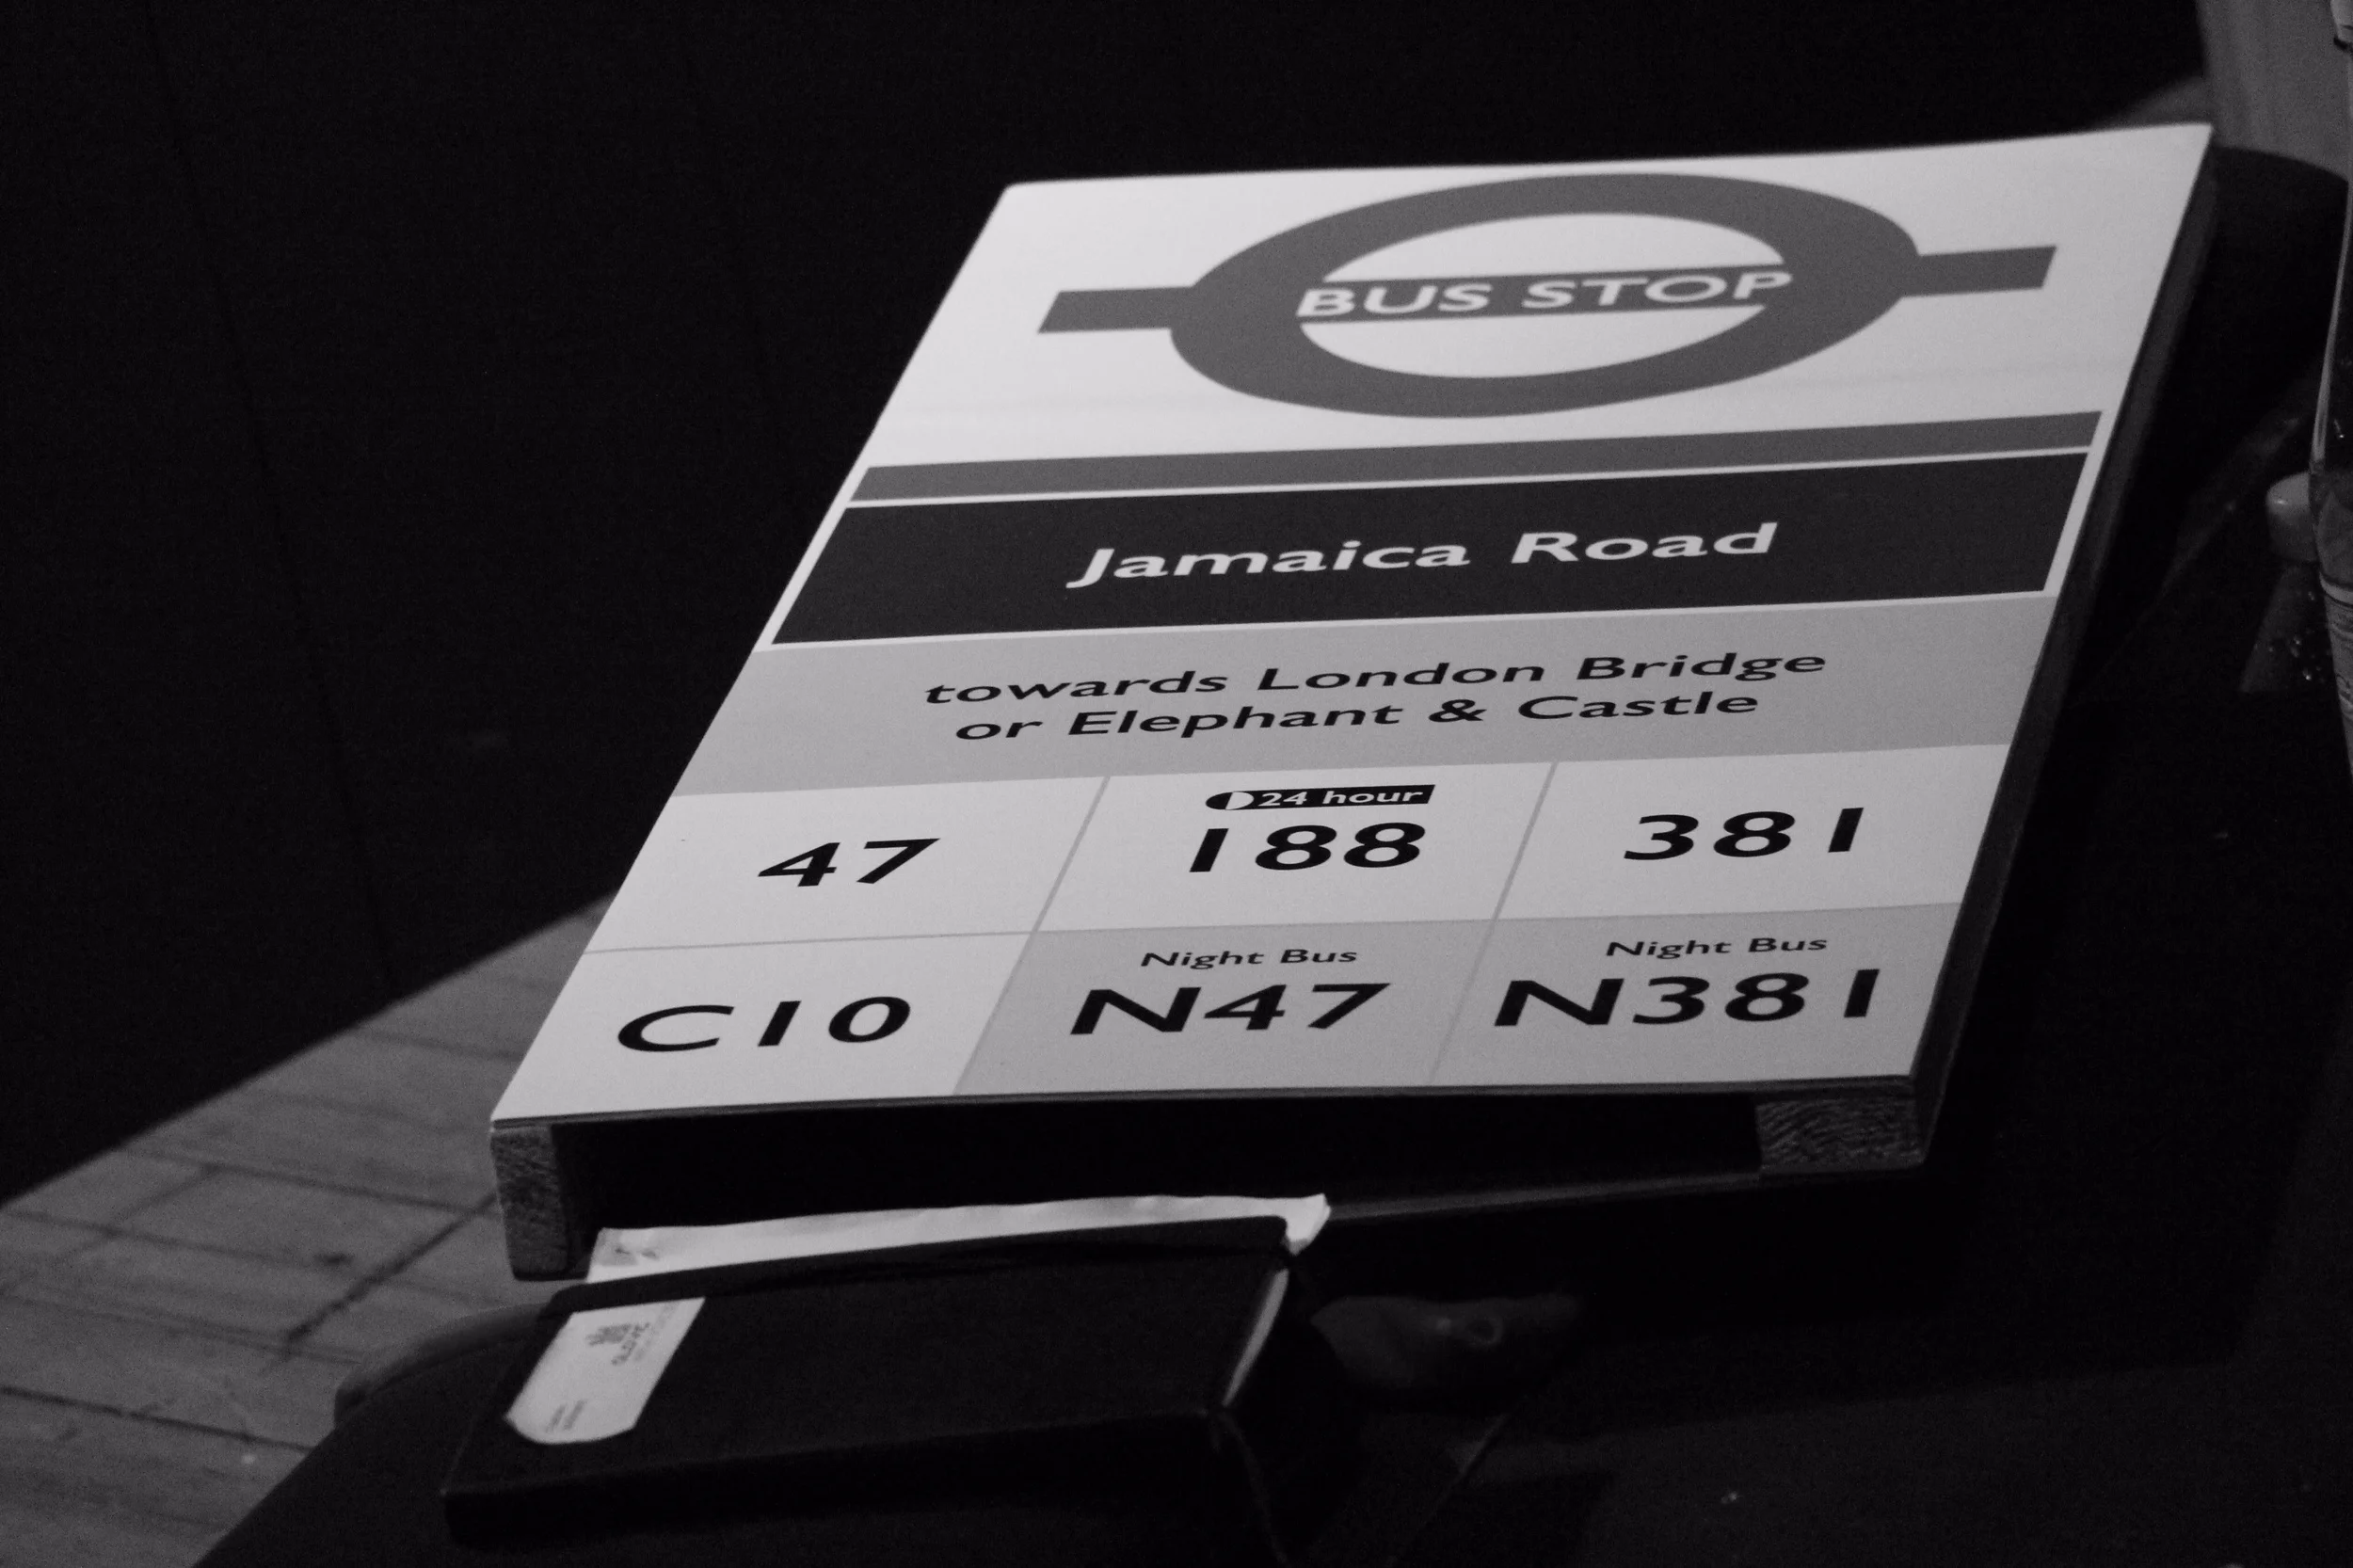 BUS STOP
Jamaica Road
towards London Bridge
or Elephant & Castle
47
24 hour
188
381
C10
Night Bus
N47
Night Bus
N381